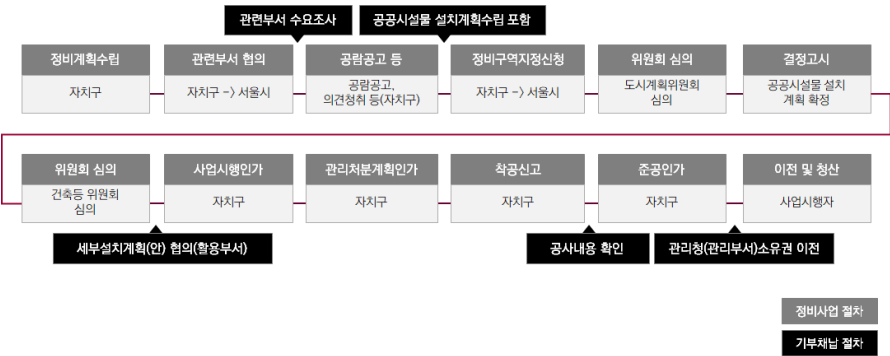 관련부서 수요조사
공공시설물 설치계획수립 포함
정비계획수립
자치구
관련부서 협의
자치구 -> 서울시
공람공고 등
공람공고,
의견청취 등(자치구)
정비구역지정신청
자치구 -> 서울시
위원회 심의
도시계획위원회
심의
결정고시
공공시설물 설치
계획 확정
위원회 심의
건축등 위원회
심의
사업시행인가
자치구
관리처분계획인가
자치구
착공신고
자치구
준공인가
자치구
이전 및 청산
사업시행자
세부설치계획(안) 협의(활용부서)
공사내용 확인
관리청(관리부서)소유권 이전
정비사업 절차
기부채납 절차